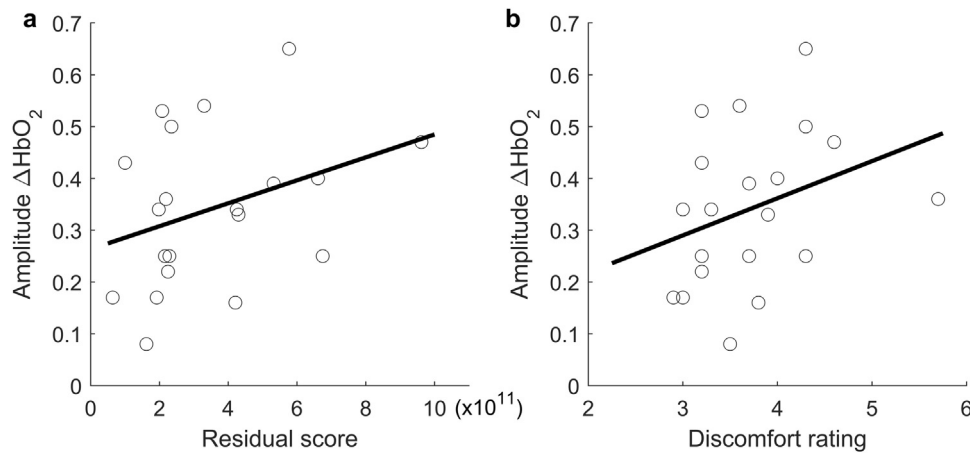 a
Amplitude ΔHbO₂
0.7
0.6
0.5
0.4
0.3
0.2
0.1
0
0 2 4 6 8 10 (x10¹¹)
Residual score
b
Amplitude ΔHbO₂
0.7
0.6
0.5
0.4
0.3
0.2
0.1
0
2 3 4 5 6
Discomfort rating